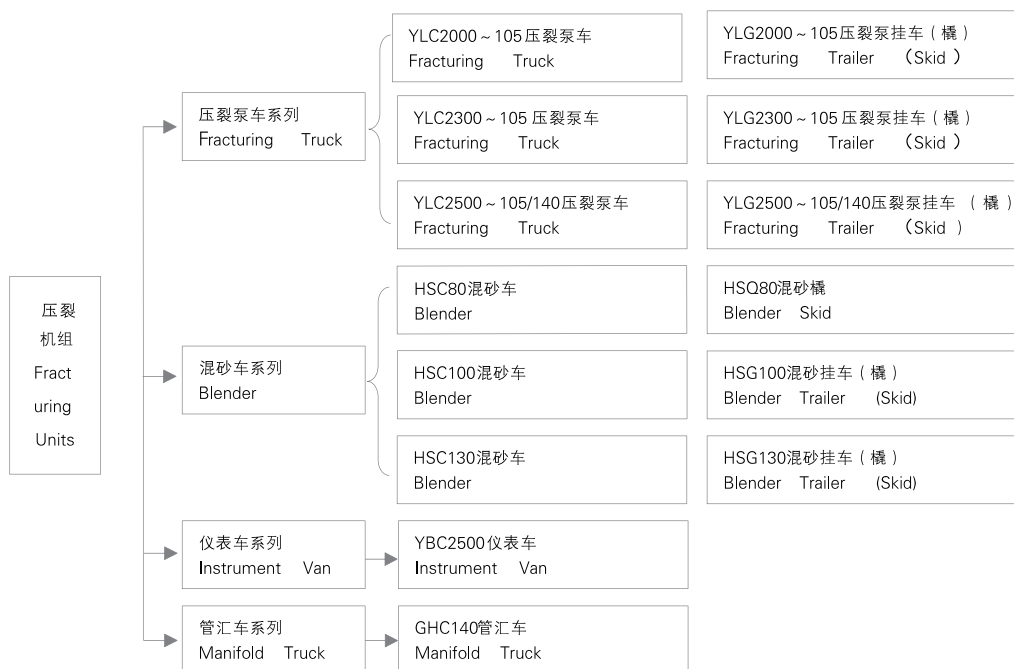 压裂
机组
Fract
uring
Units
压裂泵车系列
Fracturing Truck
YLC2000~105压裂泵车
Fracturing Truck
YLG2000~105压裂泵挂车(橇)
Fracturing Trailer (Skid)
YLC2300~105压裂泵车
Fracturing Truck
YLG2300~105压裂泵挂车(橇)
Fracturing Trailer (Skid)
YLC2500~105/140压裂泵车
Fracturing Truck
YLG2500~105/140压裂泵挂车 (橇)
Fracturing Trailer (Skid)
混砂车系列
Blender
HSC80混砂车
Blender
HSQ80混砂橇
Blender Skid
HSC100混砂车
Blender
HSG100混砂挂车(橇)
Blender Trailer (Skid)
HSC130混砂车
Blender
HSG130混砂挂车(橇)
Blender Trailer (Skid)
仪表车系列
Instrument Van
YBC2500仪表车
Instrument Van
管汇车系列
Manifold Truck
GHC140管汇车
Manifold Truck